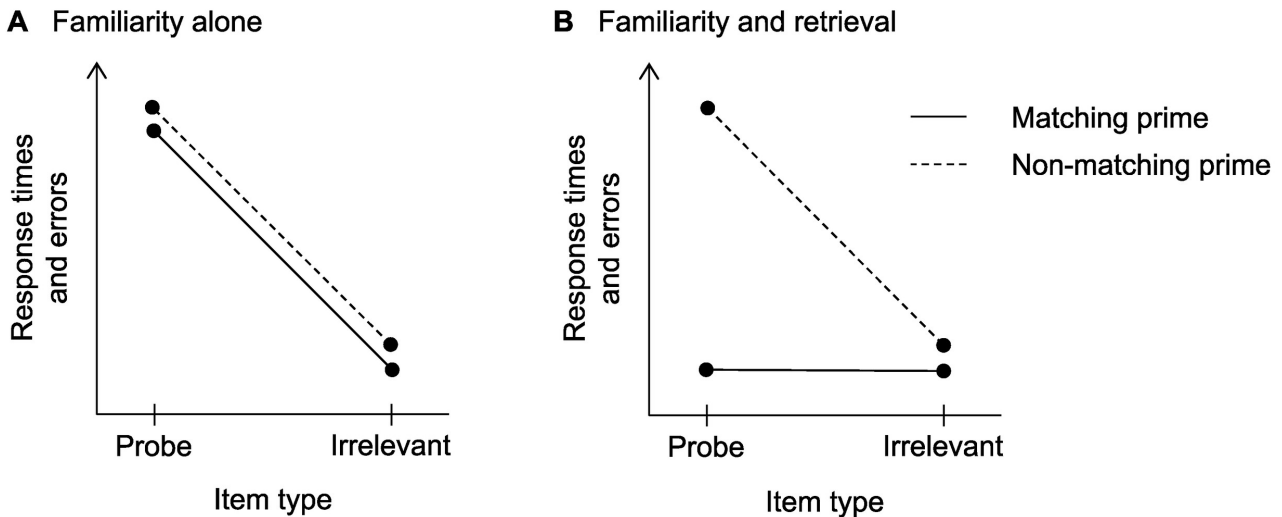 A Familiarity alone
Response times
and errors
Probe
Irrelevant
Item type
B Familiarity and retrieval
Response times
and errors
Probe
Irrelevant
Item type
Matching prime
Non-matching prime